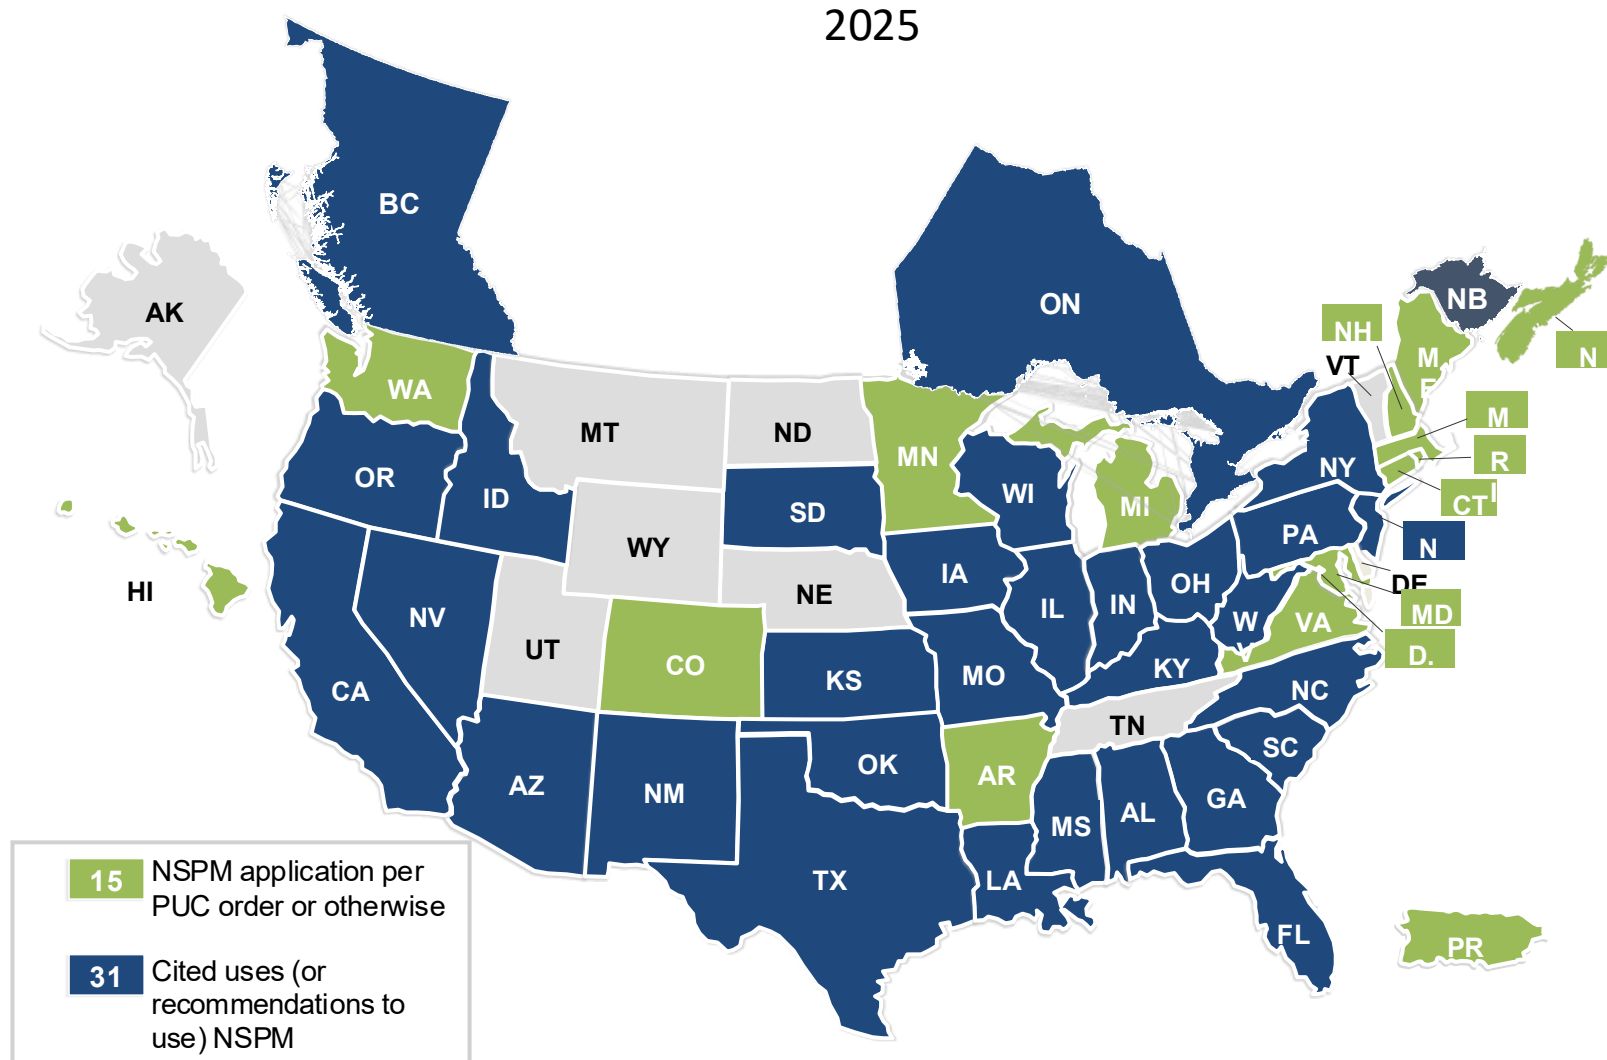 2025
BC
AK
ON
NB
NH
N
VT
M
E
WA
MT
ND
MN
M
R
I
OR
ID
SD
WI
MI
NY
CT
WY
PA
N
HI
NE
IA
IL
IN
OH
DE
MD
NV
UT
CO
W
V
VA
D.
CA
KS
MO
KY
NC
TN
AZ
NM
OK
AR
SC
MS
AL
GA
TX
LA
FL
PR
15 NSPM application per
PUC order or otherwise
31 Cited uses (or
recommendations to
use) NSPM